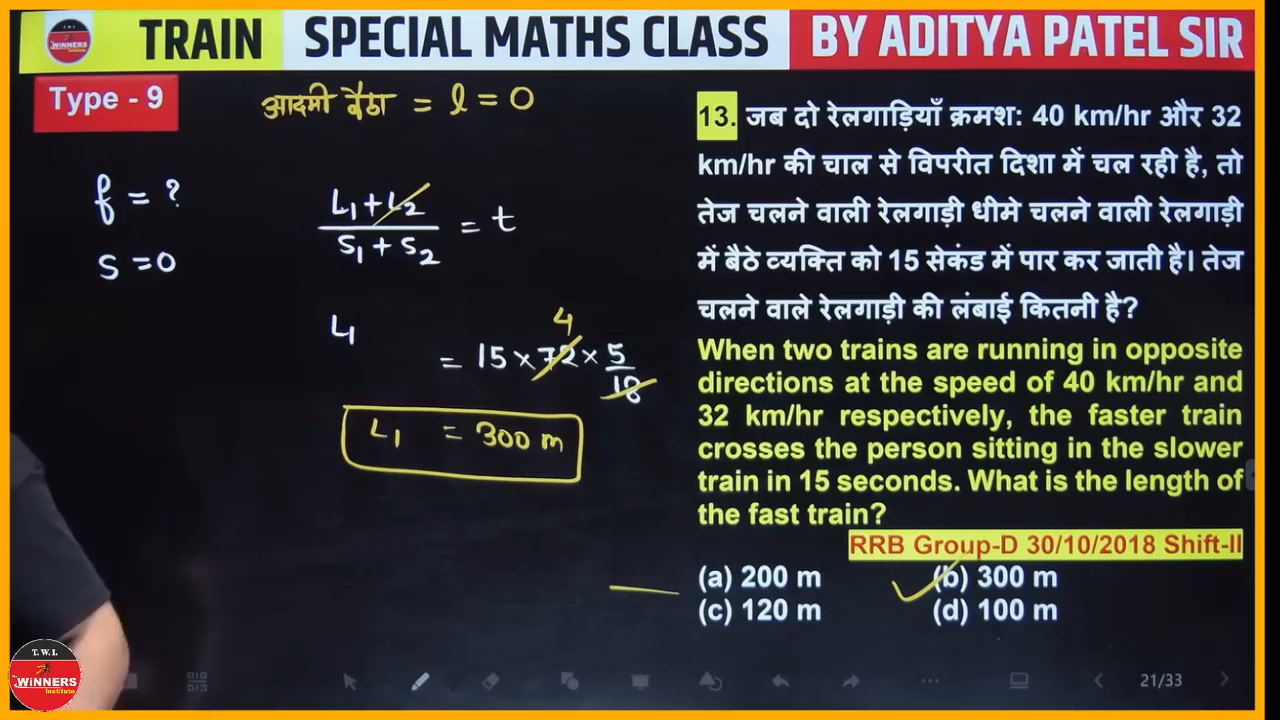 WINNERS
TRAIN
SPECIAL MATHS CLASS
BY ADITYA PATEL SIR
Type - 9
आदमी बैठा = l = 0
f = ?
S = 0
L₁ + L₂
S₁ + S₂
= t
L₁
4
= 15 × 72 × 5
18
L₁ = 300 m
13. जब दो रेलगाड़ियाँ क्रमश: 40 km/hr और 32
km/hr की चाल से विपरीत दिशा में चल रही है, तो
तेज चलने वाली रेलगाड़ी धीमे चलने वाली रेलगाड़ी
में बैठे व्यक्ति को 15 सेकंड में पार कर जाती है। तेज
चलने वाले रेलगाड़ी की लंबाई कितनी है?
When two trains are running in opposite
directions at the speed of 40 km/hr and
32 km/hr respectively, the faster train
crosses the person sitting in the slower
train in 15 seconds. What is the length of
the fast train?
RRB Group-D 30/10/2018 Shift-II
(a) 200 m (b) 300 m
(c) 120 m (d) 100 m
T.W.I.
The
WiNNERS
Institute
21/33